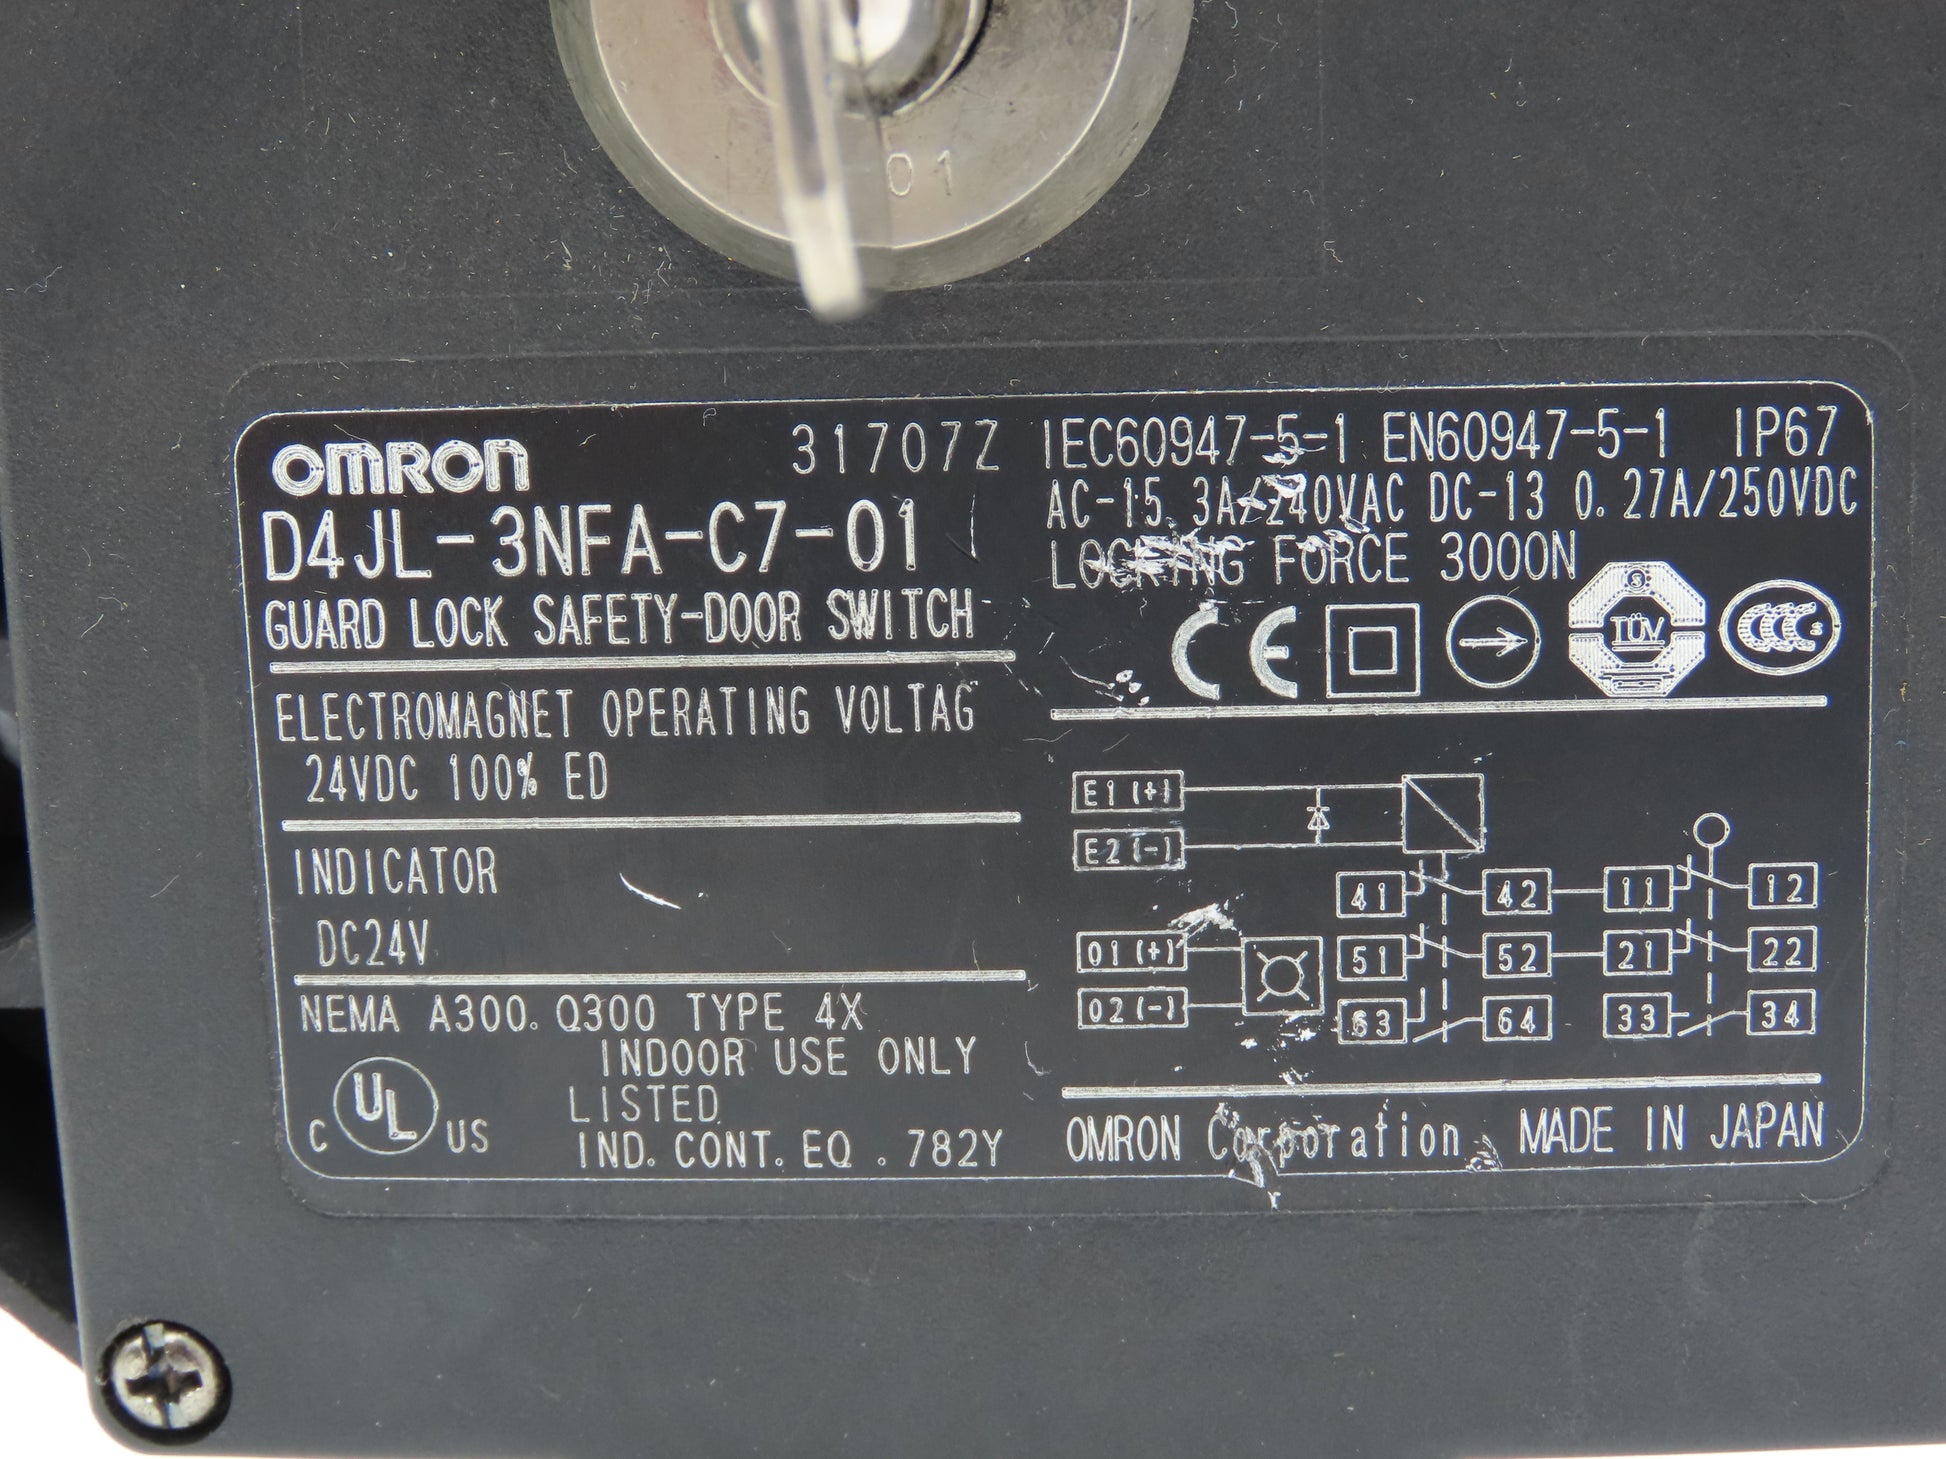 01
OMRON 31707Z
D4JL-3NFA-C7-01
GUARD LOCK SAFETY-DOOR SWITCH
ELECTROMAGNET OPERATING VOLTAG
24VDC 100% ED
INDICATOR
DC24V
NEMA A300. Q300 TYPE 4X
INDOOR USE ONLY
LISTED
IND. CONT. EQ . 782Y
C UL US
IEC60947-5-1 EN60947-5-1 IP67
AC-15 3A/240VAC DC-13 0.27A/250VDC
LOCKING FORCE 3000N
CE TÜV CCC S
E1(+)
E2(-)
41 42 11 12
01(+) 51 52 21 22
02(-) 63 64 33 34
OMRON Corporation MADE IN JAPAN